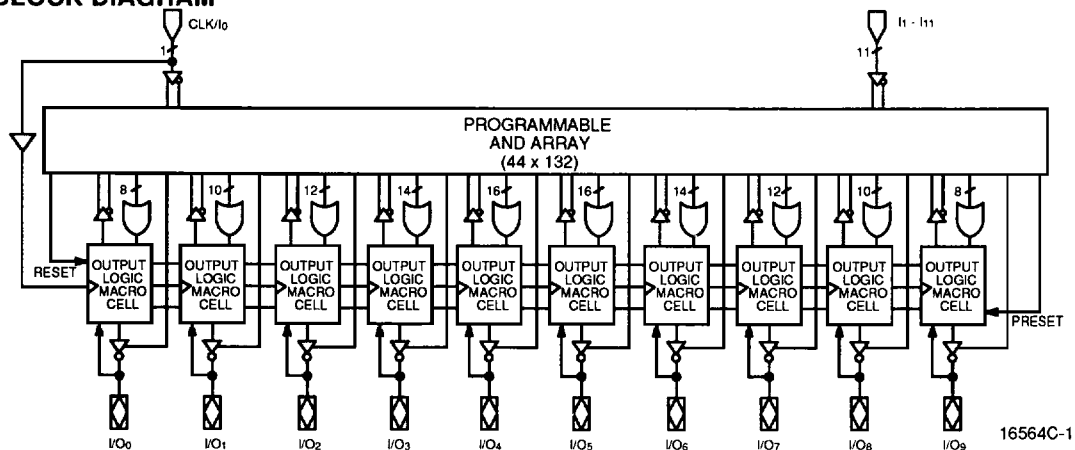 BLOCK DIAGRAM
CLK/I0
I1 - I11
1
11
PROGRAMMABLE
AND ARRAY
(44 x 132)
8 10 12 14 16 16 14 12 10 8
RESET
OUTPUT LOGIC MACRO CELL
OUTPUT LOGIC MACRO CELL
OUTPUT LOGIC MACRO CELL
OUTPUT LOGIC MACRO CELL
OUTPUT LOGIC MACRO CELL
OUTPUT LOGIC MACRO CELL
OUTPUT LOGIC MACRO CELL
OUTPUT LOGIC MACRO CELL
OUTPUT LOGIC MACRO CELL
OUTPUT LOGIC MACRO CELL
PRESET
I/O0 I/O1 I/O2 I/O3 I/O4 I/O5 I/O6 I/O7 I/O8 I/O9
16564C-1